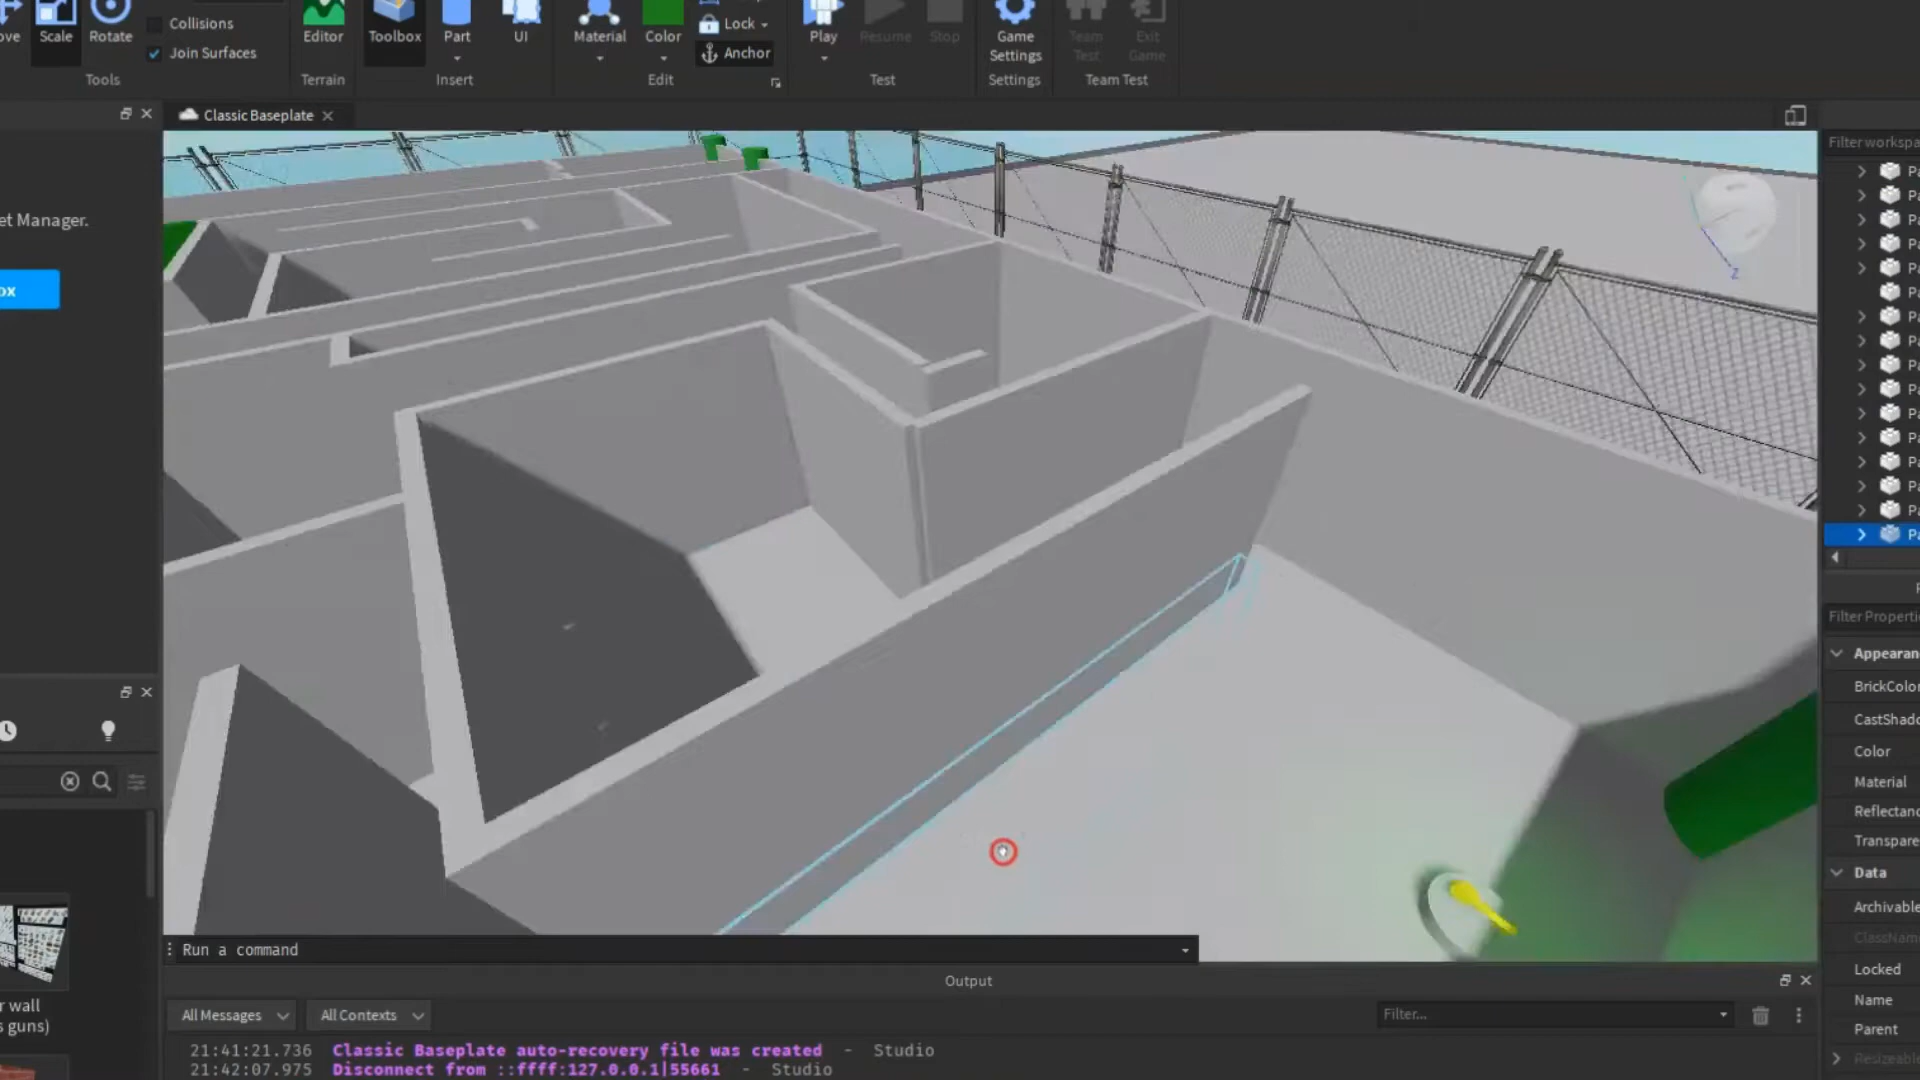 Scale
Rotate
Collisions
Join Surfaces
Tools
Editor
Terrain
Toolbox
Part
UI
Insert
Material
Color
Lock
Anchor
Edit
Play
Resume
Stop
Test
Game
Settings
Settings
Team
Test
Exit
Game
Team Test
Classic Baseplate
et Manager.
ox
Filter workspa
Z
Filter Properti
Appearan
BrickColor
CastShado
Color
Material
Reflectanc
Transpare
Data
Archivable
ClassName
Locked
Name
Parent
Resizeable
r wall
s guns)
Run a command
Output
All Messages
All Contexts
Filter...
21:41:21.736 Classic Baseplate auto-recovery file was created - Studio
21:42:07.975 Disconnect from ::ffff:127.0.0.1|55661 - Studio